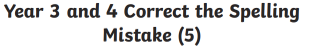 Year 3 and 4 Correct the Spelling
Mistake (5)